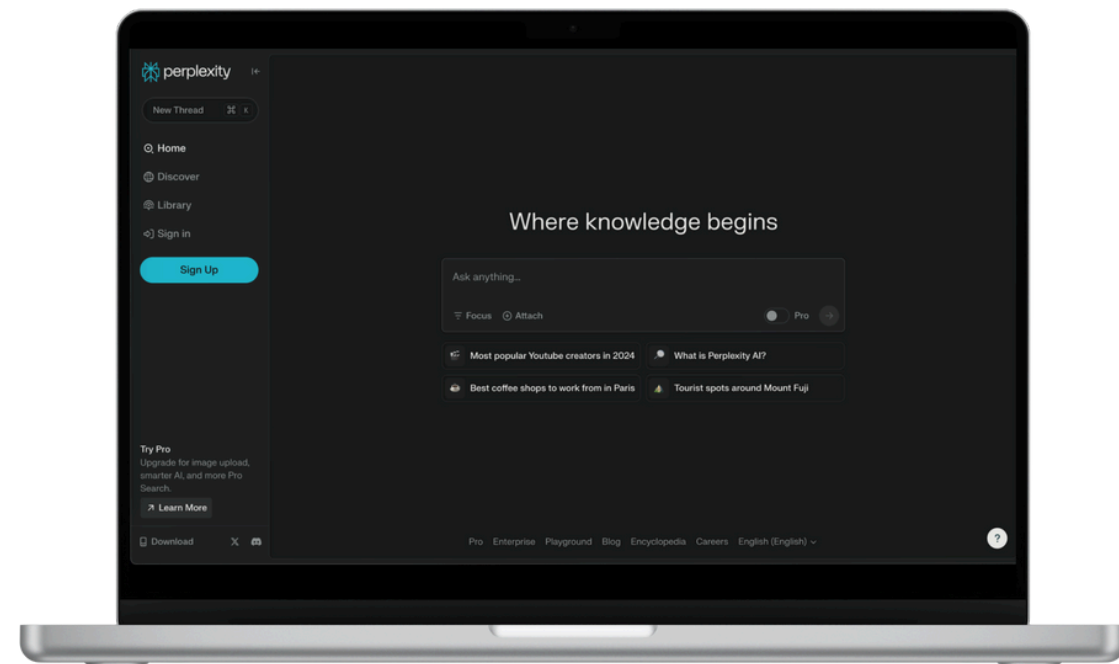 perplexity
New Thread ⌘ K
Home
Discover
Library
Sign in
Sign Up
Try Pro
Upgrade for image upload,
smarter AI, and more Pro
Search.
Learn More
Download
Where knowledge begins
Ask anything...
Focus Attach Pro
Most popular Youtube creators in 2024 What is Perplexity AI?
Best coffee shops to work from in Paris Tourist spots around Mount Fuji
Pro Enterprise Playground Blog Encyclopedia Careers English (English)
?